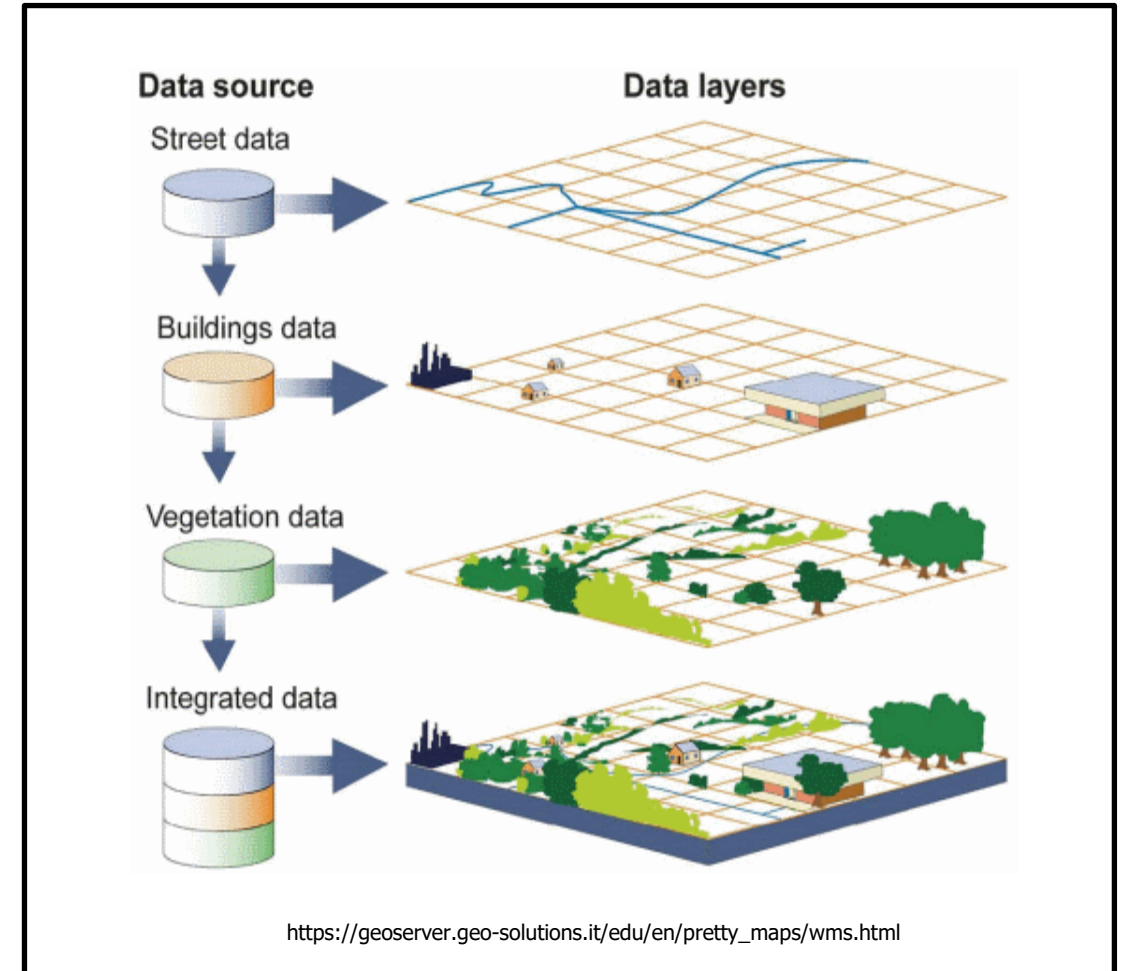 Data source
Data layers
Street data
Buildings data
Vegetation data
Integrated data
https://geoserver.geo-solutions.it/edu/en/pretty_maps/wms.html